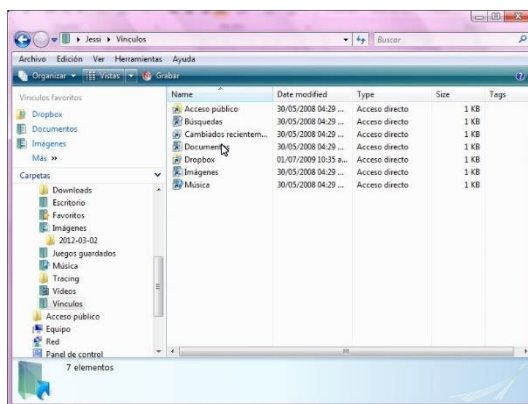 Jessi ▸ Vínculos
Buscar
Archivo Edición Ver Herramientas Ayuda
Organizar Vistas Grabar
Vínculos favoritos
Dropbox
Documentos
Imágenes
Más »
Carpetas
Downloads
Escritorio
Favoritos
Imágenes
2012-03-02
Juegos guardados
Música
Tracing
Vídeos
Vínculos
Acceso público
Equipo
Red
Panel de control
Name Date modified Type Size Tags
Acceso público 30/05/2008 04:29 ... Acceso directo 1 KB
Búsquedas 30/05/2008 04:29 ... Acceso directo 1 KB
Cambiados recientem... 30/05/2008 04:29 ... Acceso directo 1 KB
Documentos 30/05/2008 04:29 ... Acceso directo 1 KB
Dropbox 01/07/2009 10:35 a... Acceso directo 1 KB
Imágenes 30/05/2008 04:29 ... Acceso directo 1 KB
Música 30/05/2008 04:29 ... Acceso directo 1 KB
7 elementos